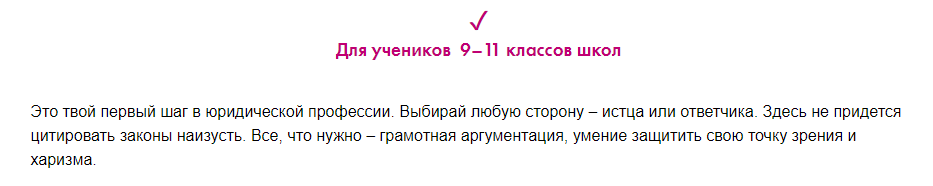 Для учеников 9–11 классов школ
Это твой первый шаг в юридической профессии. Выбирай любую сторону – истца или ответчика. Здесь не придется
цитировать законы наизусть. Все, что нужно – грамотная аргументация, умение защитить свою точку зрения и
харизма.